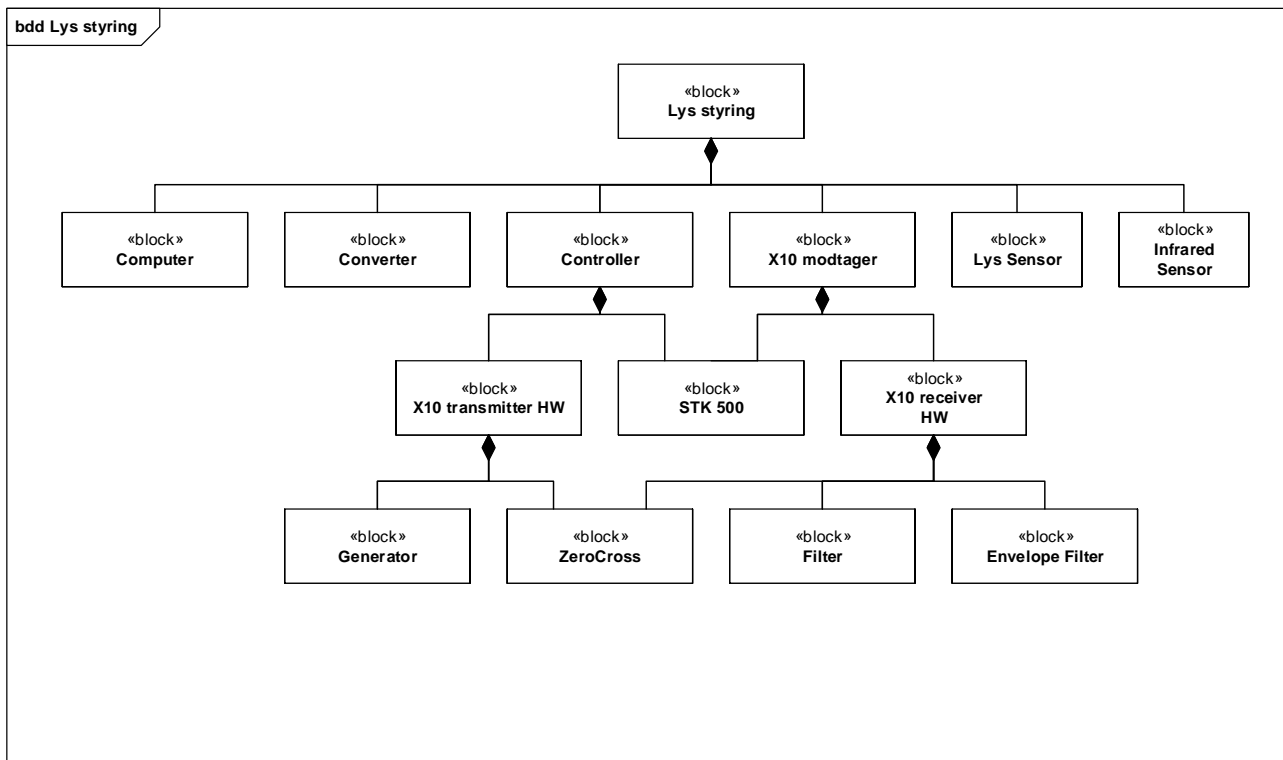 bdd Lys styring
«block»
Lys styring
«block»
Computer
«block»
Converter
«block»
Controller
«block»
X10 modtager
«block»
Lys Sensor
«block»
Infrared
Sensor
«block»
X10 transmitter HW
«block»
STK 500
«block»
X10 receiver
HW
«block»
Generator
«block»
ZeroCross
«block»
Filter
«block»
Envelope Filter